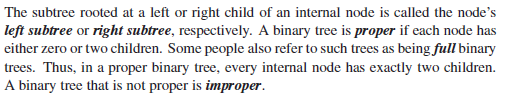 The subtree rooted at a left or right child of an internal node is called the node's
left subtree or right subtree, respectively. A binary tree is proper if each node has
either zero or two children. Some people also refer to such trees as being full binary
trees. Thus, in a proper binary tree, every internal node has exactly two children.
A binary tree that is not proper is improper.